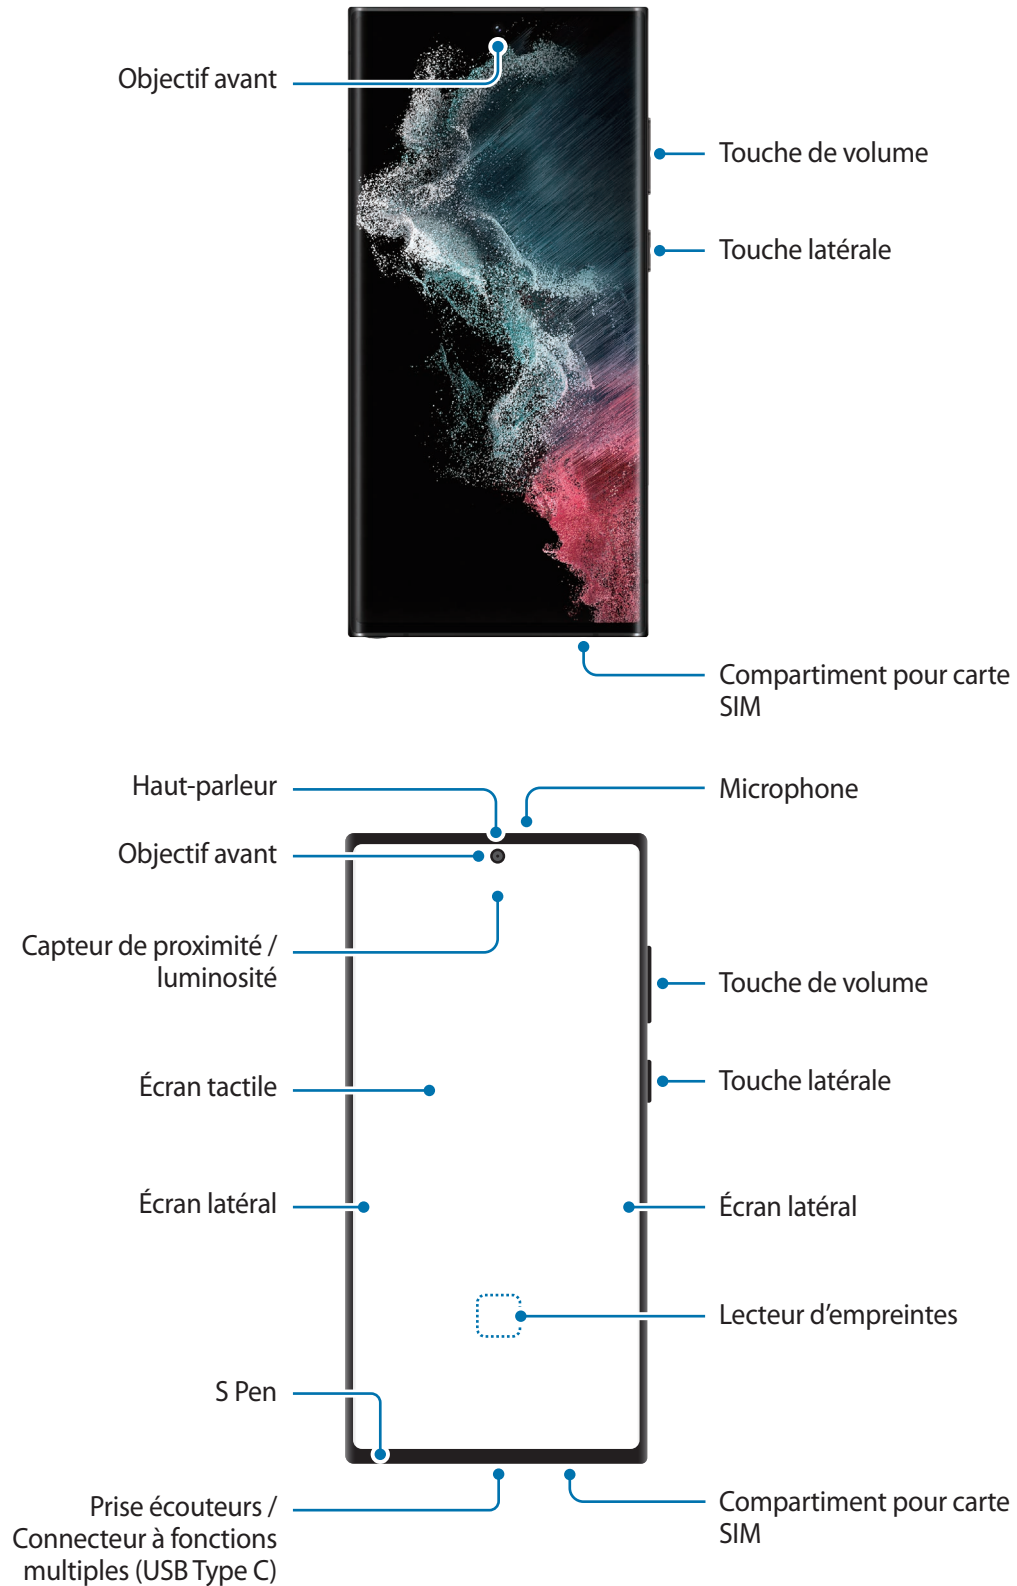 Objectif avant
Touche de volume
Touche latérale
Compartiment pour carte
SIM
Haut-parleur
Microphone
Objectif avant
Capteur de proximité /
luminosité
Touche de volume
Écran tactile
Touche latérale
Écran latéral
Écran latéral
Lecteur d’empreintes
S Pen
Prise écouteurs /
Connecteur à fonctions
multiples (USB Type C)
Compartiment pour carte
SIM